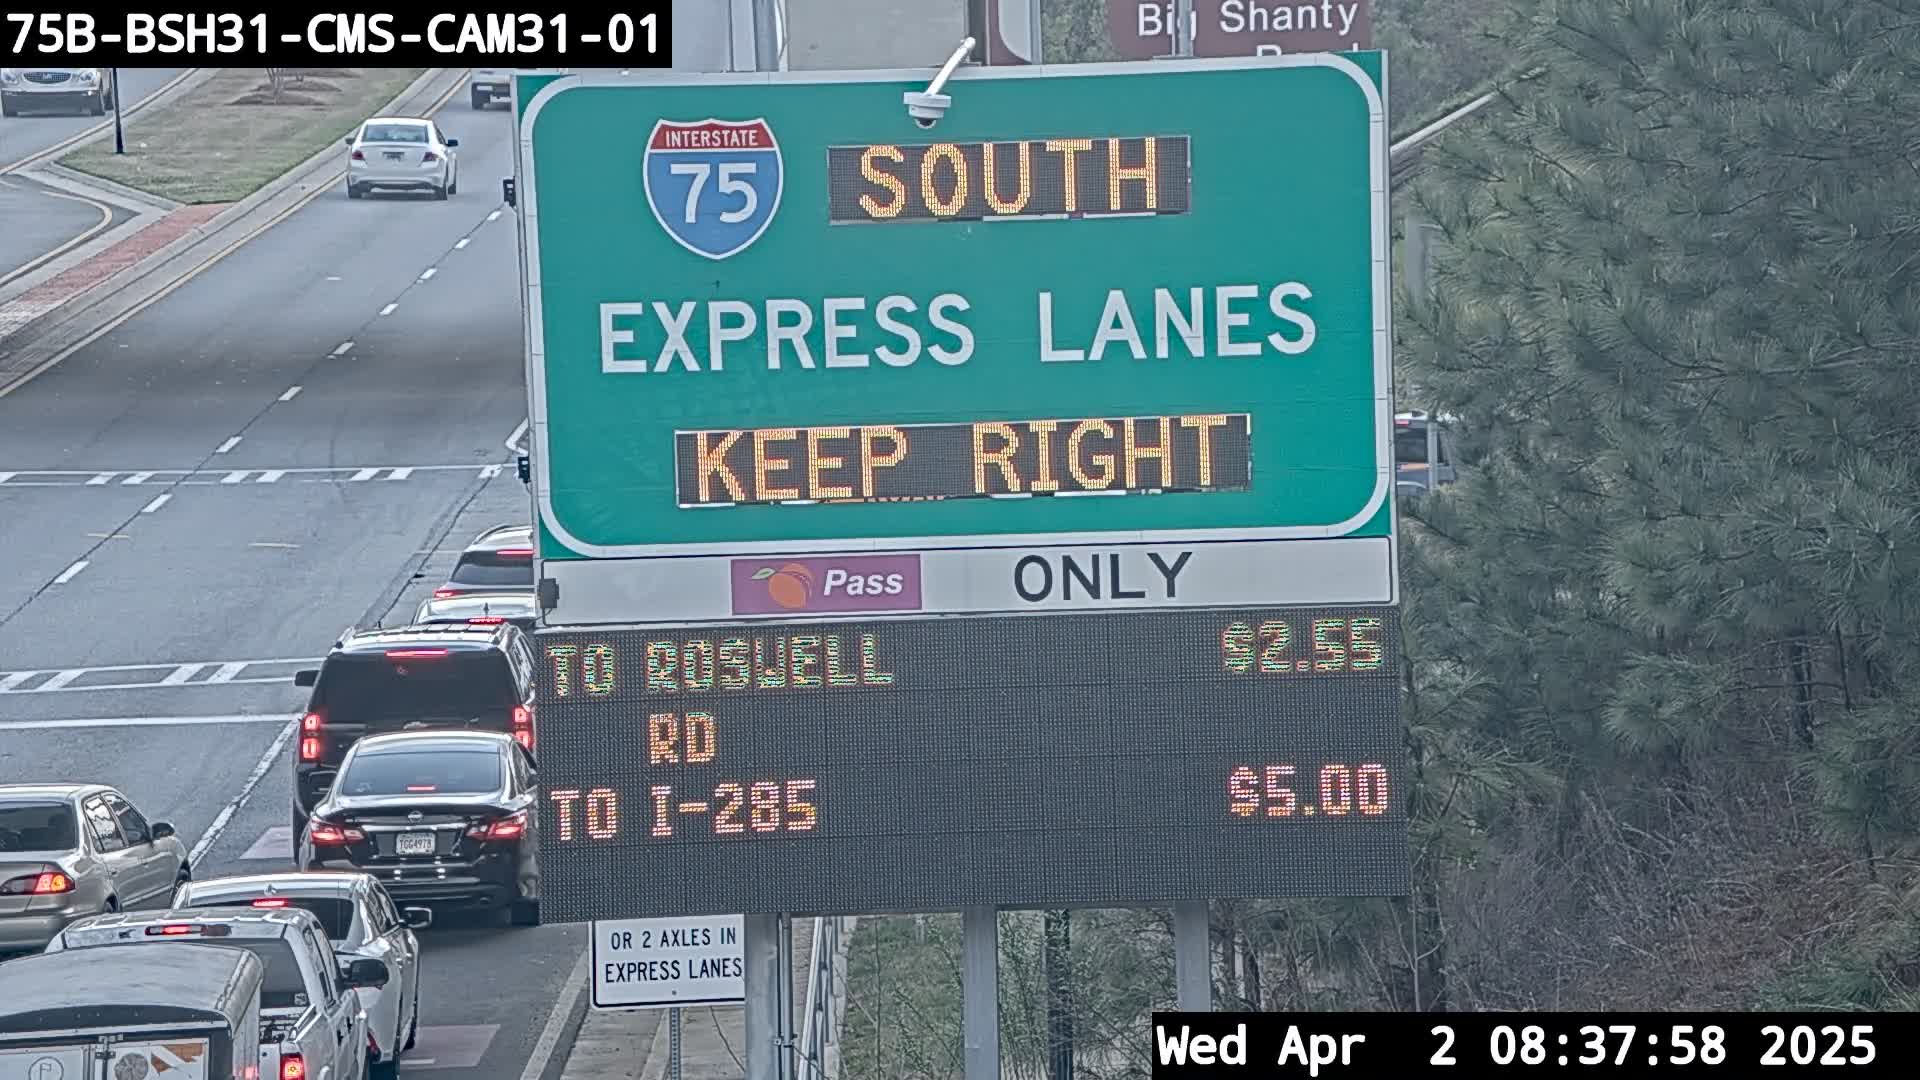 75B-BSH31-CMS-CAM31-01
Big Shanty
INTERSTATE
75
SOUTH
EXPRESS LANES
KEEP RIGHT
Pass ONLY
TO ROSWELL $2.55
RD
TO I-285 $5.00
OR 2 AXLES IN
EXPRESS LANES
Wed Apr 2 08:37:58 2025